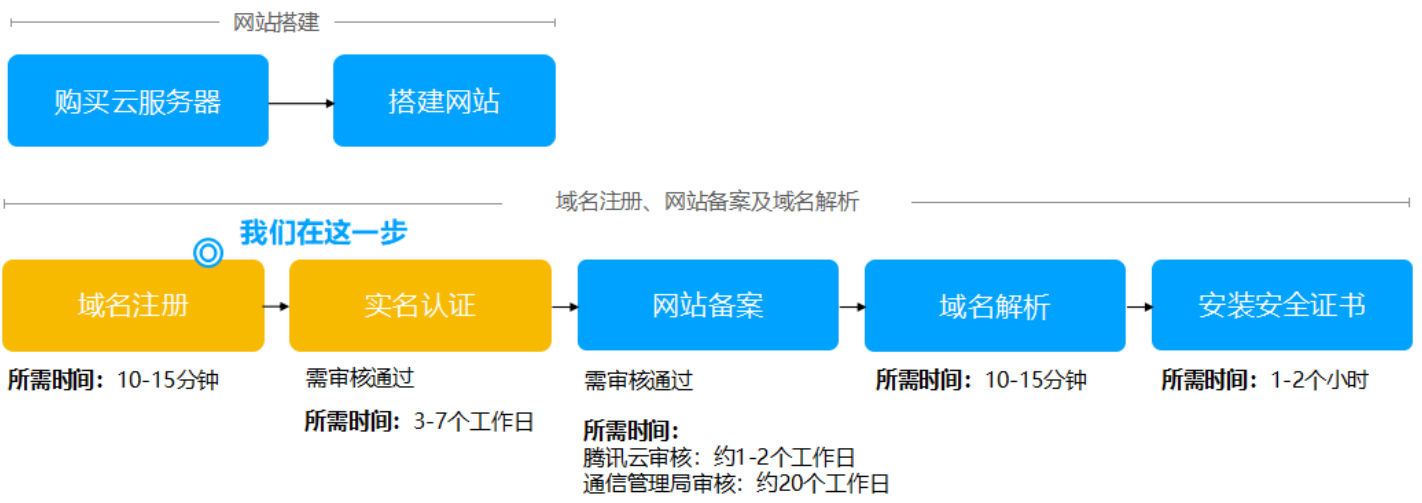 网站搭建
购买云服务器
搭建网站
域名注册、网站备案及域名解析
我们在这一步
域名注册
实名认证
网站备案
域名解析
安装安全证书
所需时间：10-15分钟
需审核通过
所需时间：3-7个工作日
需审核通过
所需时间：
腾讯云审核：约1-2个工作日
通信管理局审核：约20个工作日
所需时间：10-15分钟
所需时间：1-2个小时